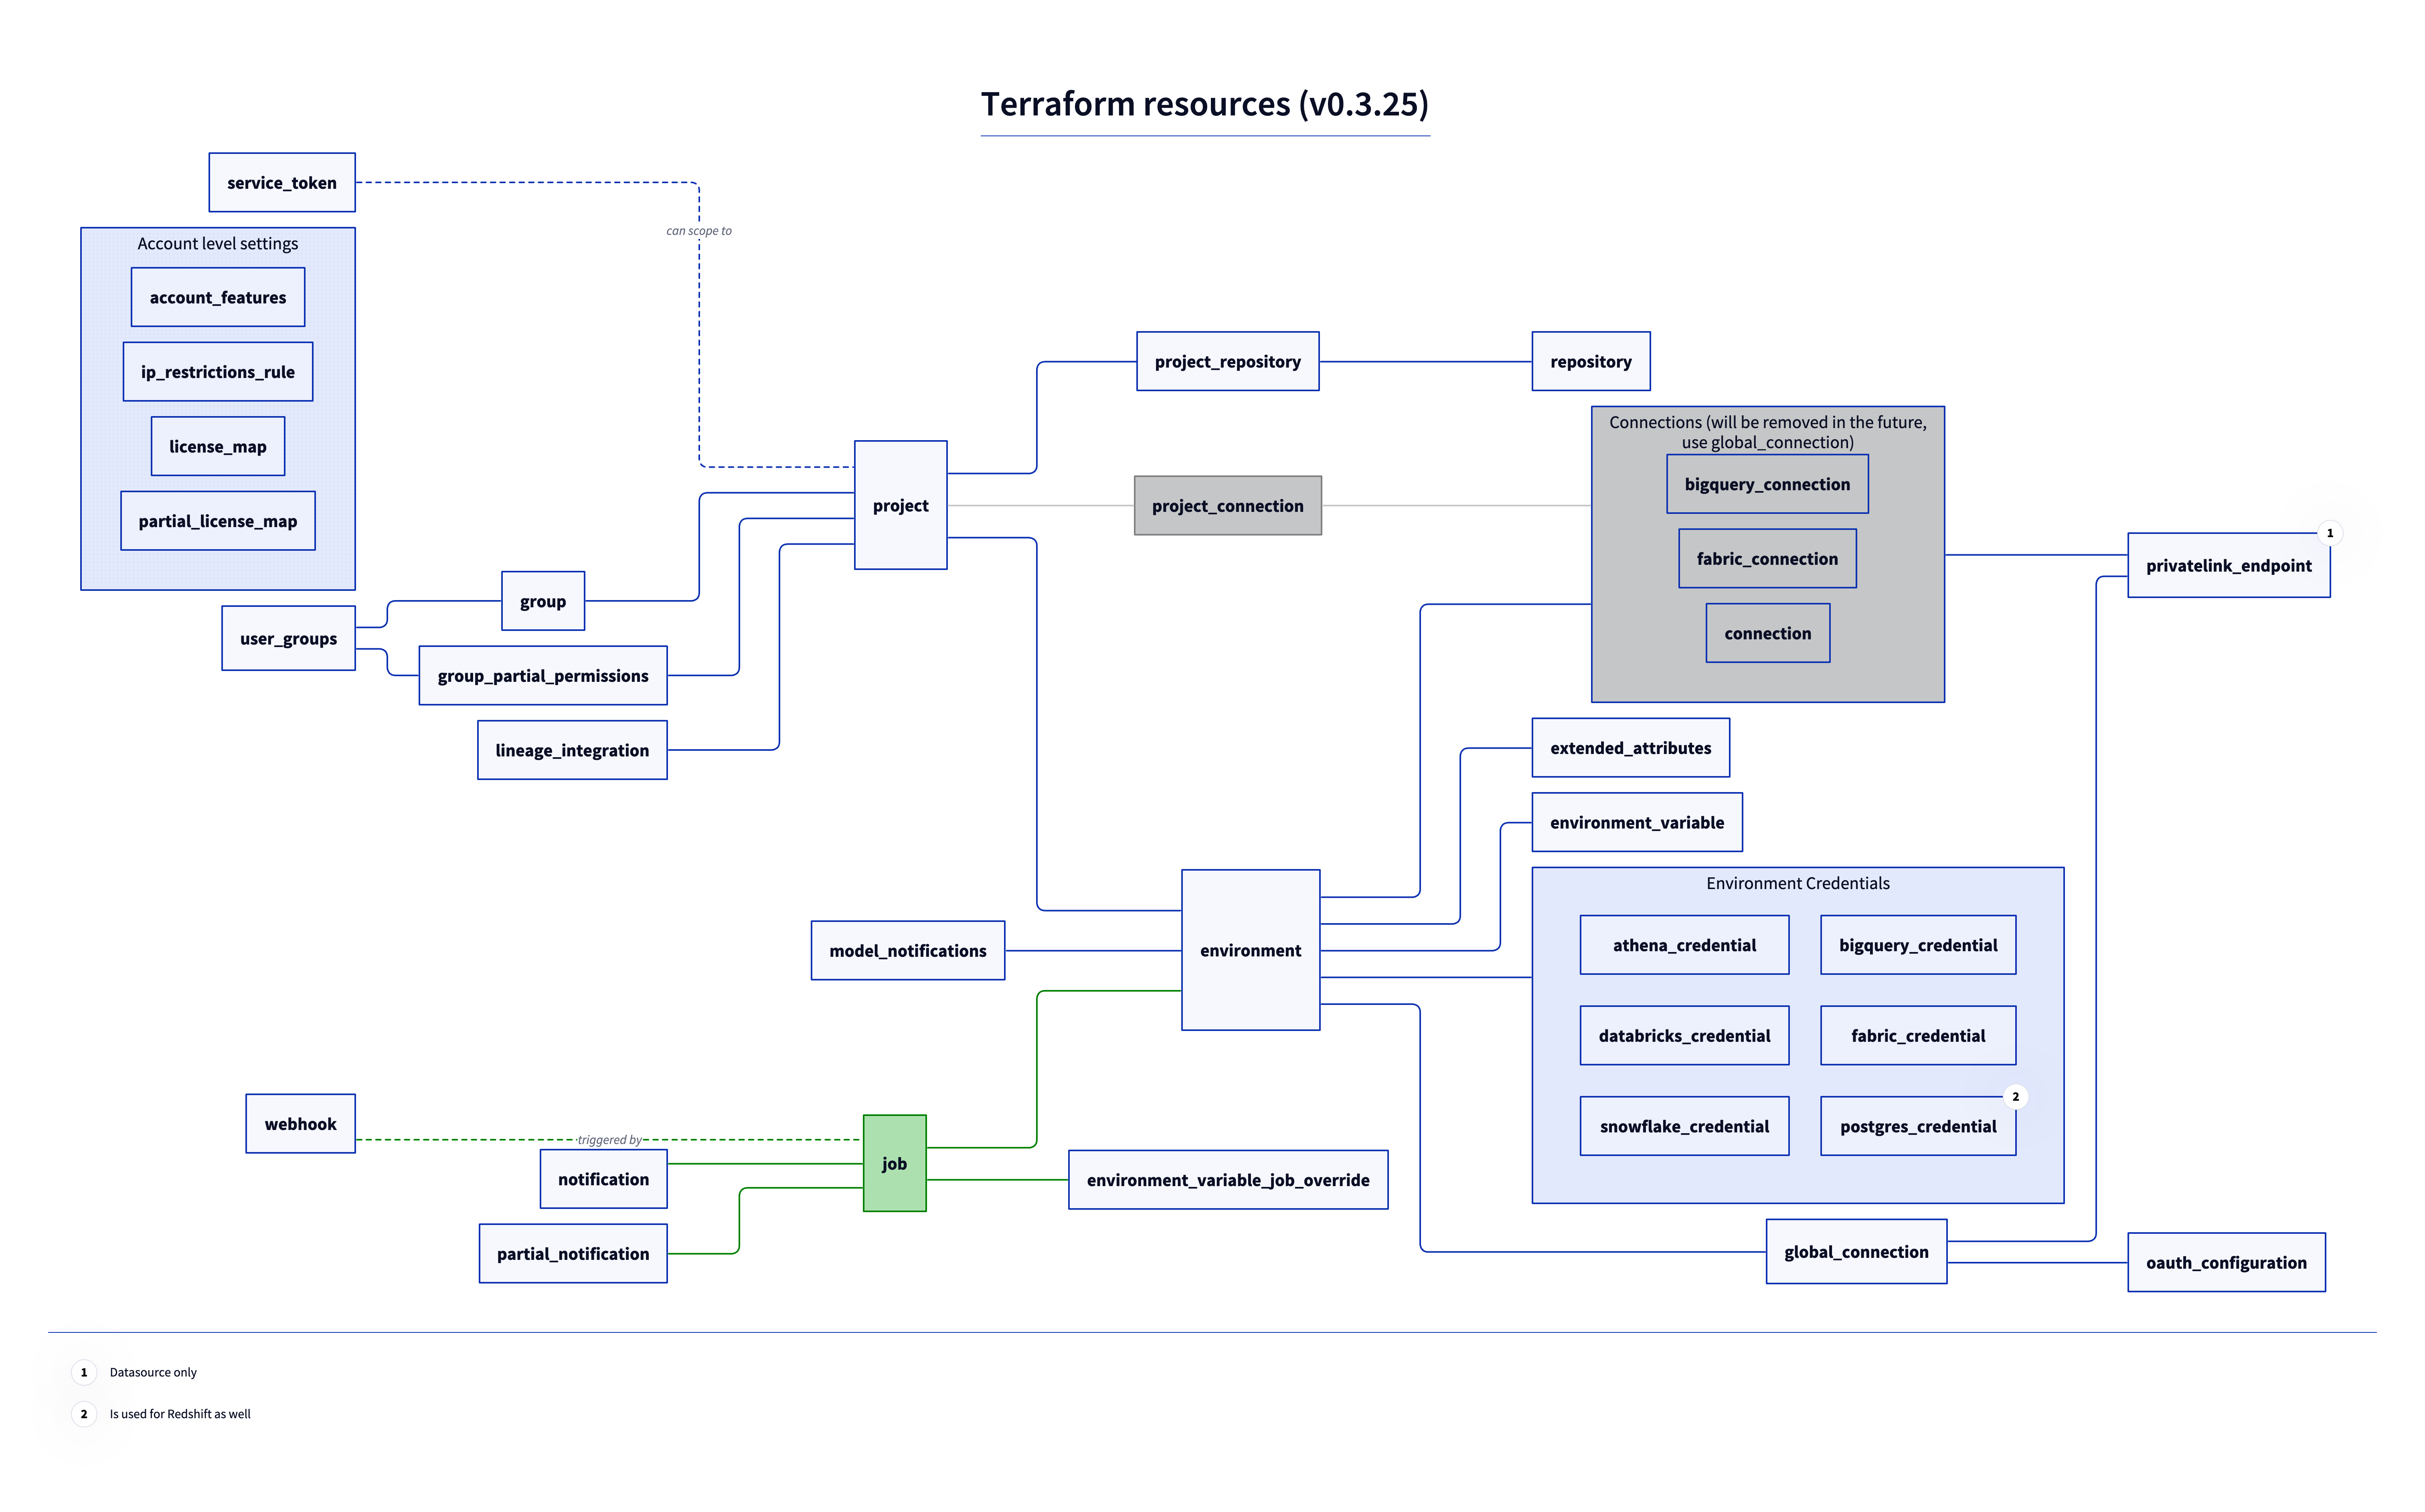 Terraform resources (v0.3.25)
service_token
can scope to
Account level settings
account_features
ip_restrictions_rule
license_map
partial_license_map
user_groups
group
group_partial_permissions
lineage_integration
project
project_repository
repository
project_connection
Connections (will be removed in the future,
use global_connection)
bigquery_connection
fabric_connection
connection
1
privatelink_endpoint
extended_attributes
environment_variable
model_notifications
environment
Environment Credentials
athena_credential
bigquery_credential
databricks_credential
fabric_credential
snowflake_credential
2
postgres_credential
webhook
triggered by
notification
partial_notification
job
environment_variable_job_override
global_connection
oauth_configuration
1 Datasource only
2 Is used for Redshift as well